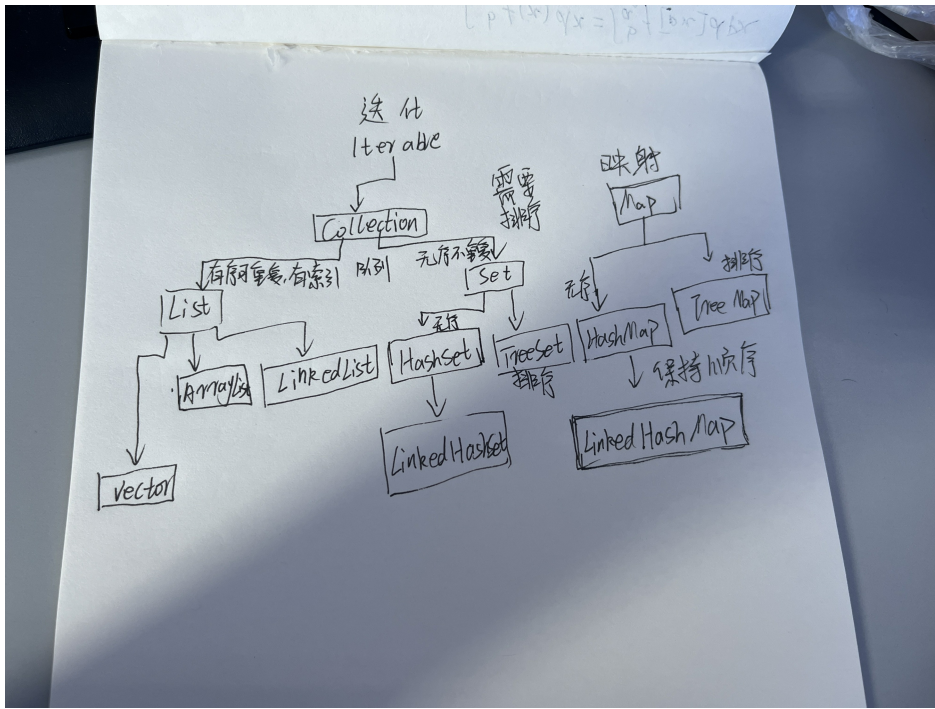 迭代
Iterable
需要
排序
映射
Map
Collection
有序可重复,有索引
队列
无序不重复
Set
排序
无序
List
TreeMap
无序
HashSet
TreeSet
排序
HashMap
ArrayList
LinkedList
保持顺序
LinkedHashSet
LinkedHashMap
Vector